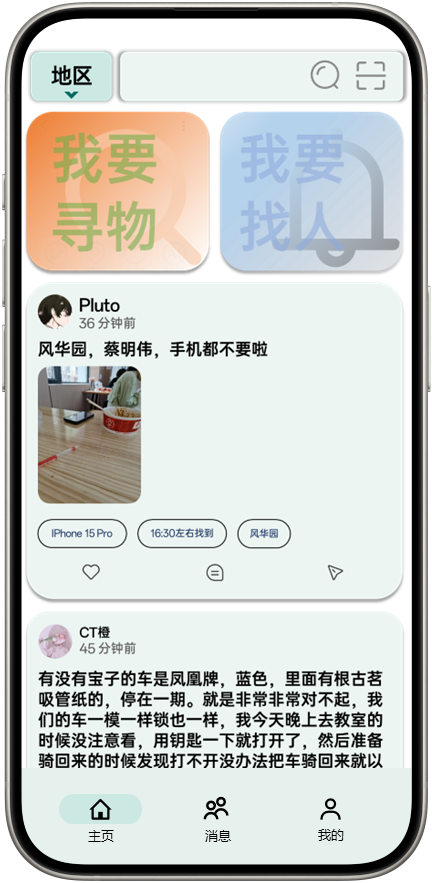 地区
我要
寻物
我要
找人
Pluto
36 分钟前
风华园，蔡明伟，手机都不要啦
IPhone 15 Pro
16:30左右找到
风华园
CT橙
45 分钟前
有没有宝子的车是凤凰牌，蓝色，里面有根古茗
吸管纸的，停在一期。就是非常非常对不起，我
们的车一模一样锁也一样，我今天晚上去教室的
时候没注意看，用钥匙一下就打开了，然后准备
骑回来的时候发现打不开没办法把车骑回来就以
主页
消息
我的